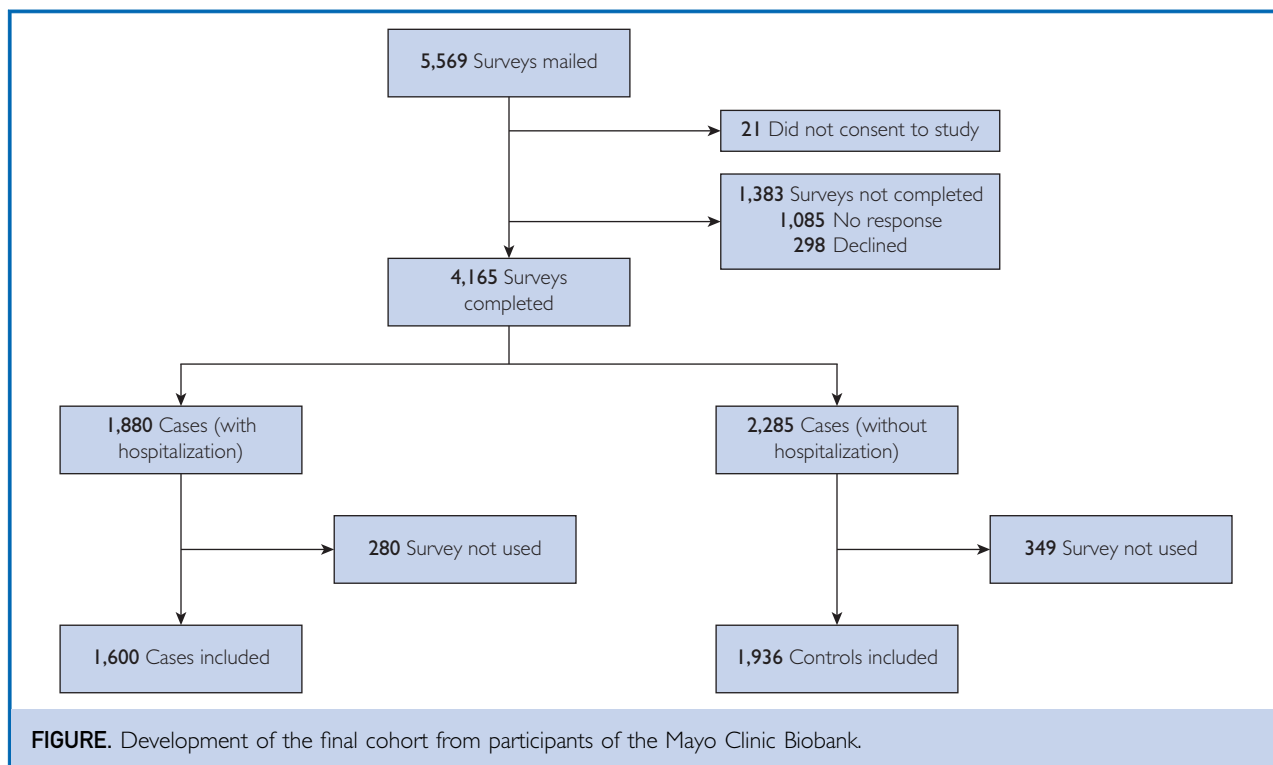 5,569 Surveys mailed
21 Did not consent to study
1,383 Surveys not completed
1,085 No response
298 Declined
4,165 Surveys
completed
1,880 Cases (with
hospitalization)
2,285 Cases (without
hospitalization)
280 Survey not used
349 Survey not used
1,600 Cases included
1,936 Controls included
FIGURE. Development of the final cohort from participants of the Mayo Clinic Biobank.